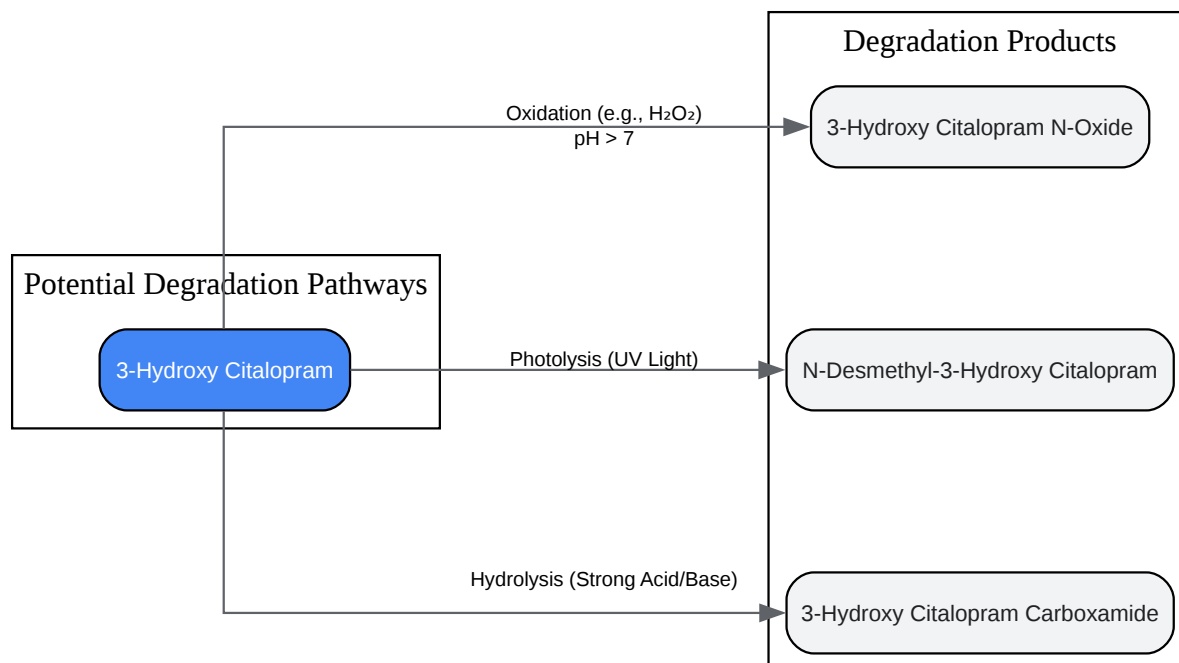 Degradation Products
Oxidation (e.g., H₂O₂)
pH > 7
3-Hydroxy Citalopram N-Oxide
Potential Degradation Pathways
3-Hydroxy Citalopram
Photolysis (UV Light)
N-Desmethyl-3-Hydroxy Citalopram
Hydrolysis (Strong Acid/Base)
3-Hydroxy Citalopram Carboxamide